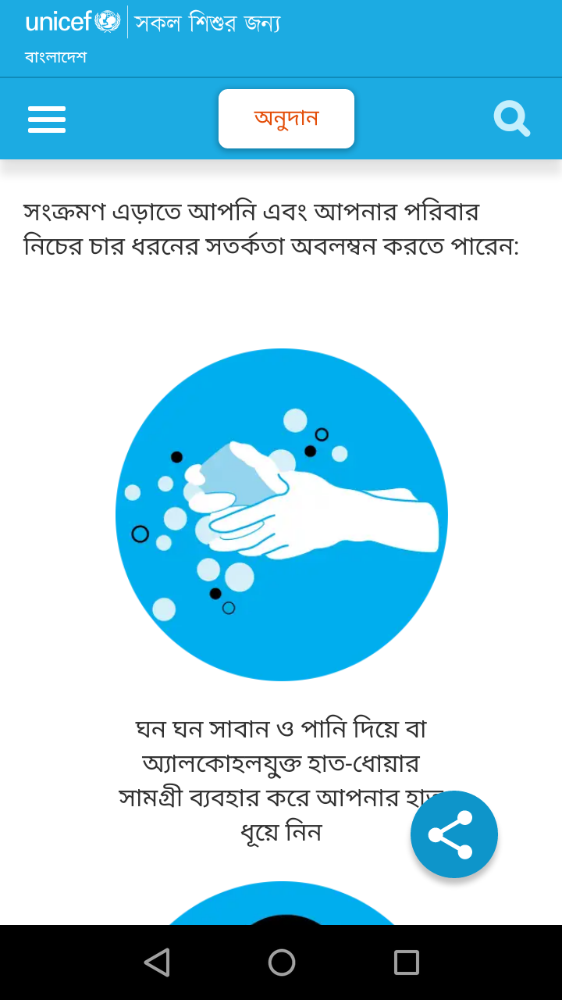 unicef সকল শিশুর জন্য
বাংলাদেশ
অনুদান
সংক্রমণ এড়াতে আপনি এবং আপনার পরিবার
নিচের চার ধরনের সতর্কতা অবলম্বন করতে পারেন:
ঘন ঘন সাবান ও পানি দিয়ে বা
অ্যালকোহলযুক্ত হাত-ধোয়ার
সামগ্রী ব্যবহার করে আপনার হাত
ধূয়ে নিন